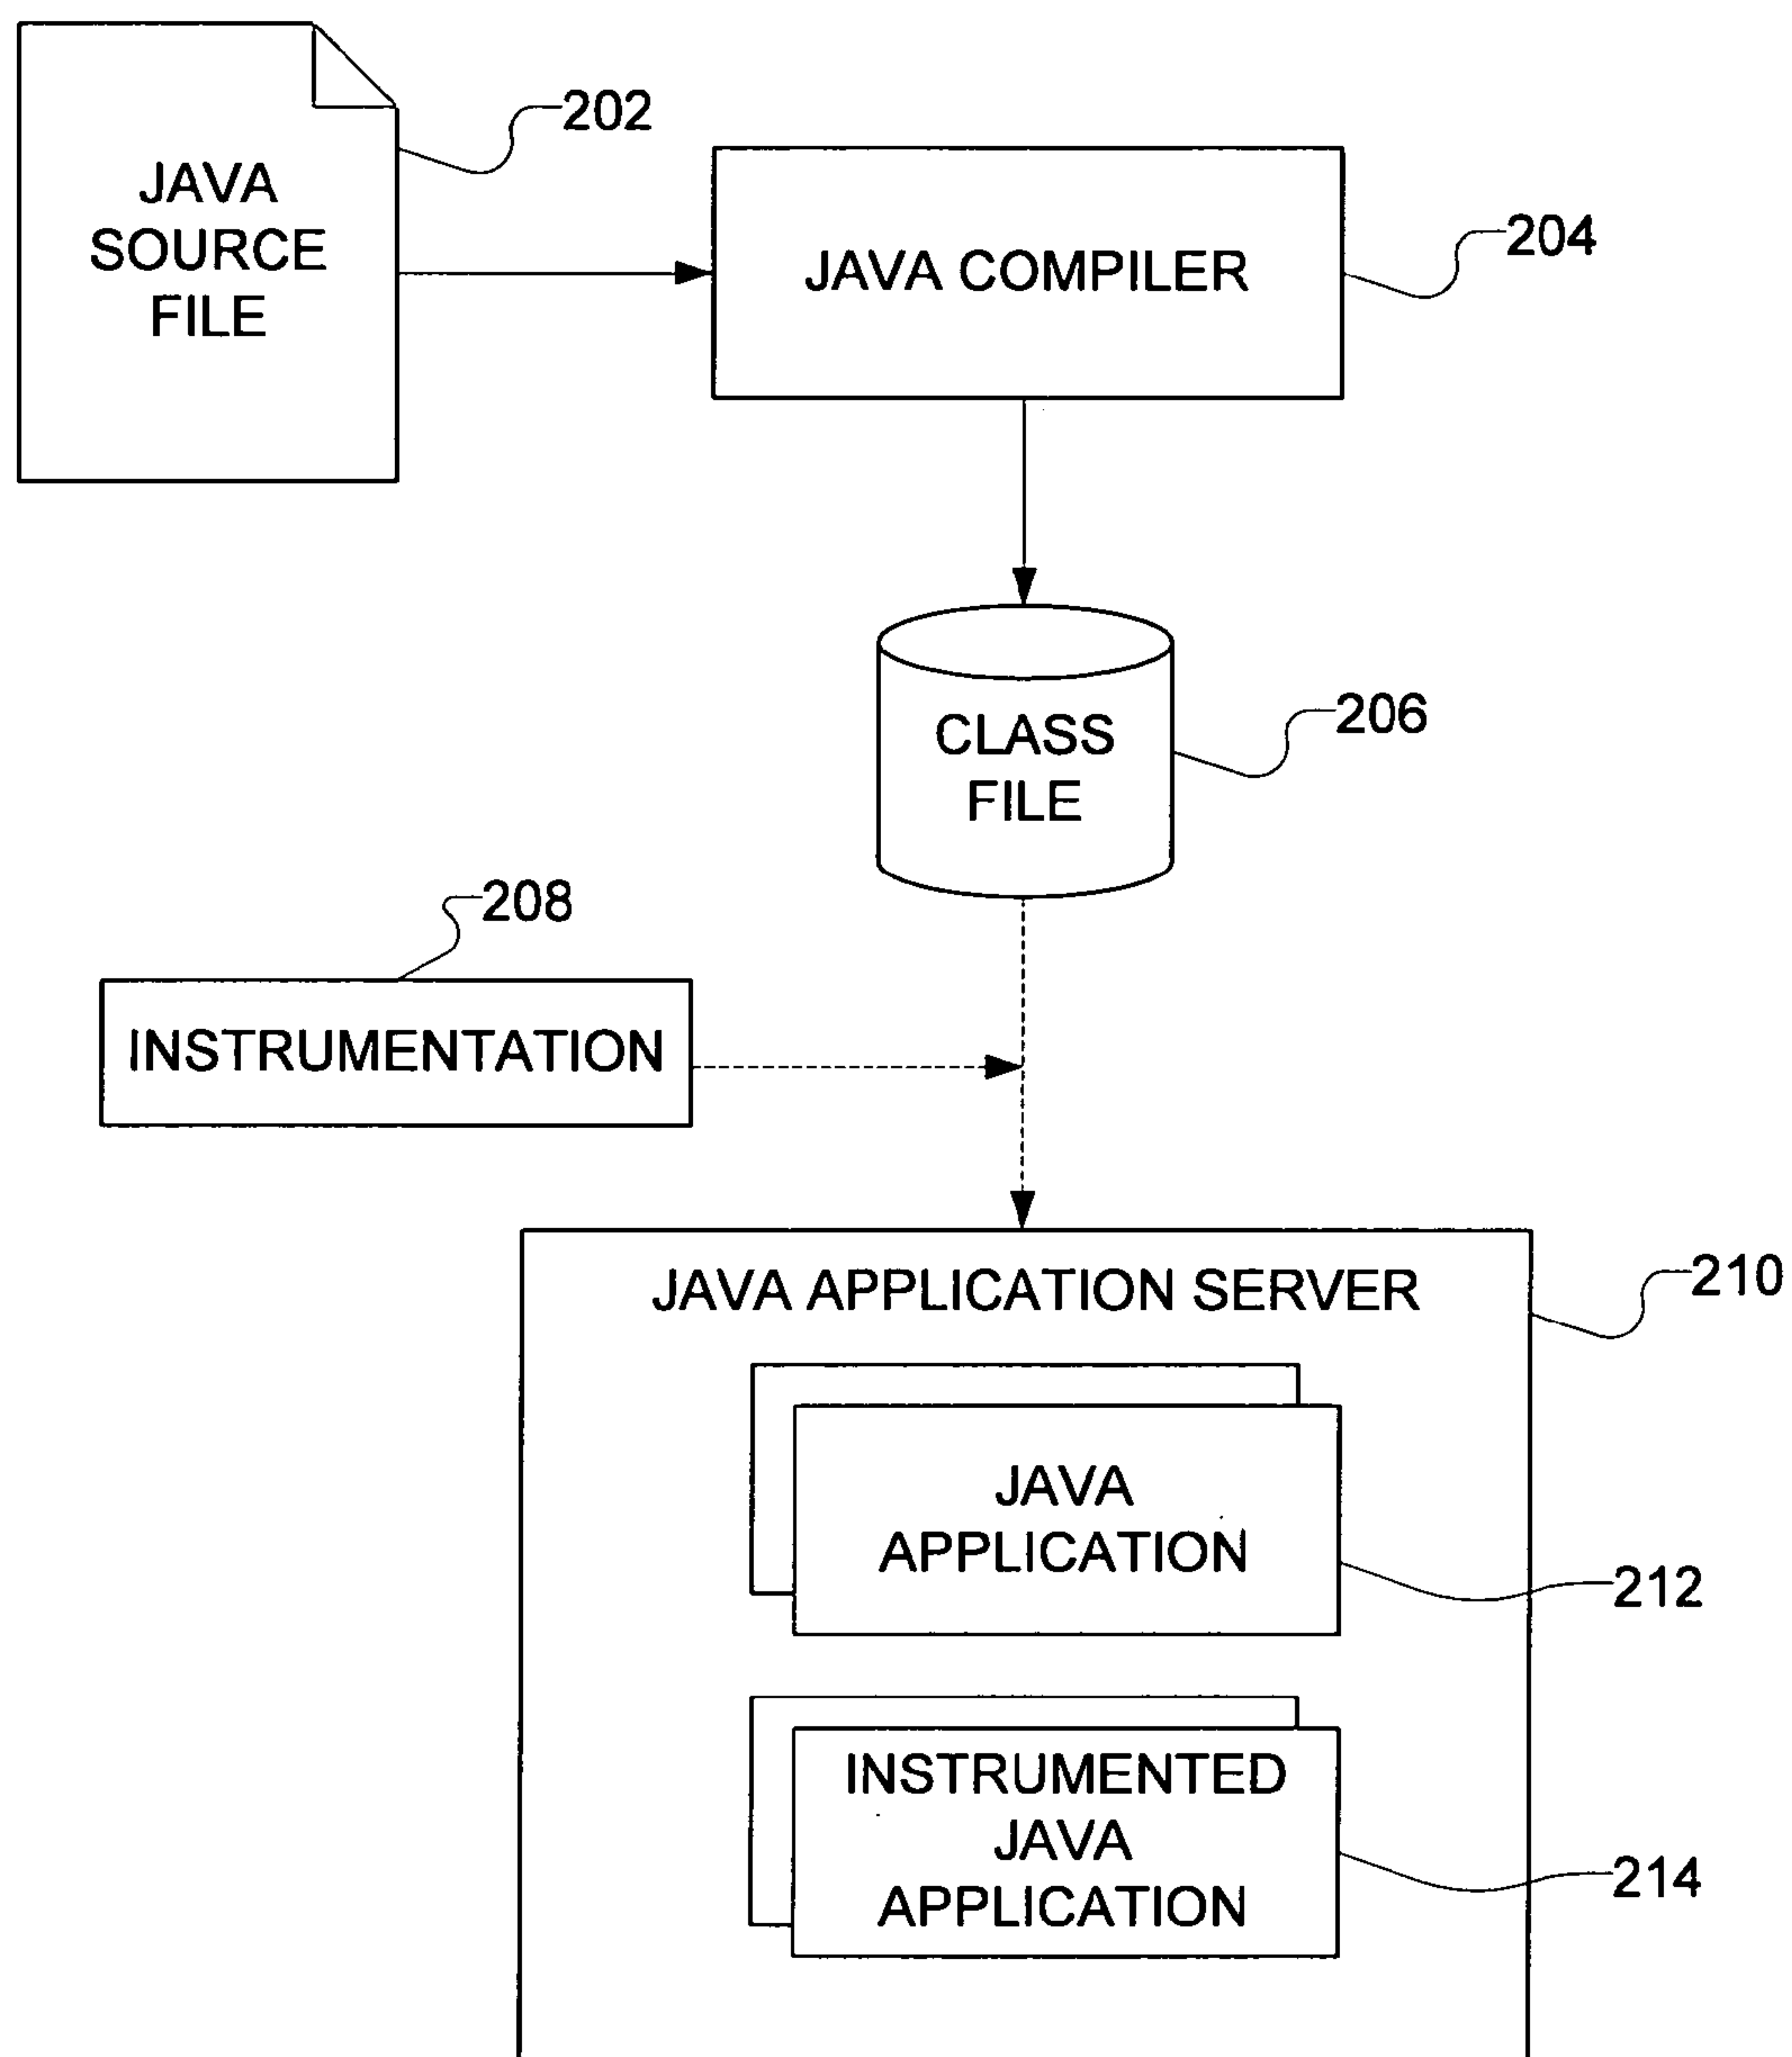 202
JAVA
SOURCE
FILE
JAVA COMPILER
204
CLASS
FILE
206
208
INSTRUMENTATION
JAVA APPLICATION SERVER
210
JAVA
APPLICATION
212
INSTRUMENTED
JAVA
APPLICATION
214